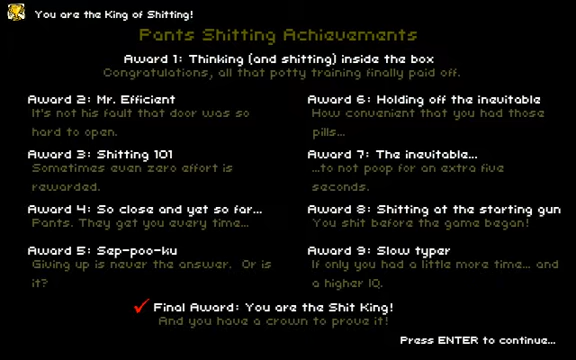 You are the King of Shitting!
Pants Shitting Achievements
Award 1: Thinking (and shitting) inside the box
Congratulations, all that potty training finally paid off.
Award 2: Mr. Efficient
It's not his fault that door was so
hard to open.
Award 3: Shitting 101
Sometimes even zero effort is
rewarded.
Award 4: So close and yet so far...
Pants. They get you every time...
Award 5: Sep-poo-ku
Giving up is never the answer. Or is
it?
Award 6: Holding off the inevitable
How convenient that you had those
pills...
Award 7: The inevitable...
...to not poop for an extra five
seconds.
Award 8: Shitting at the starting gun
You shit before the game began!
Award 9: Slow typer
If only you had a little more time... and
a higher IQ.
Final Award: You are the Shit King!
And you have a crown to prove it!
Press ENTER to continue...